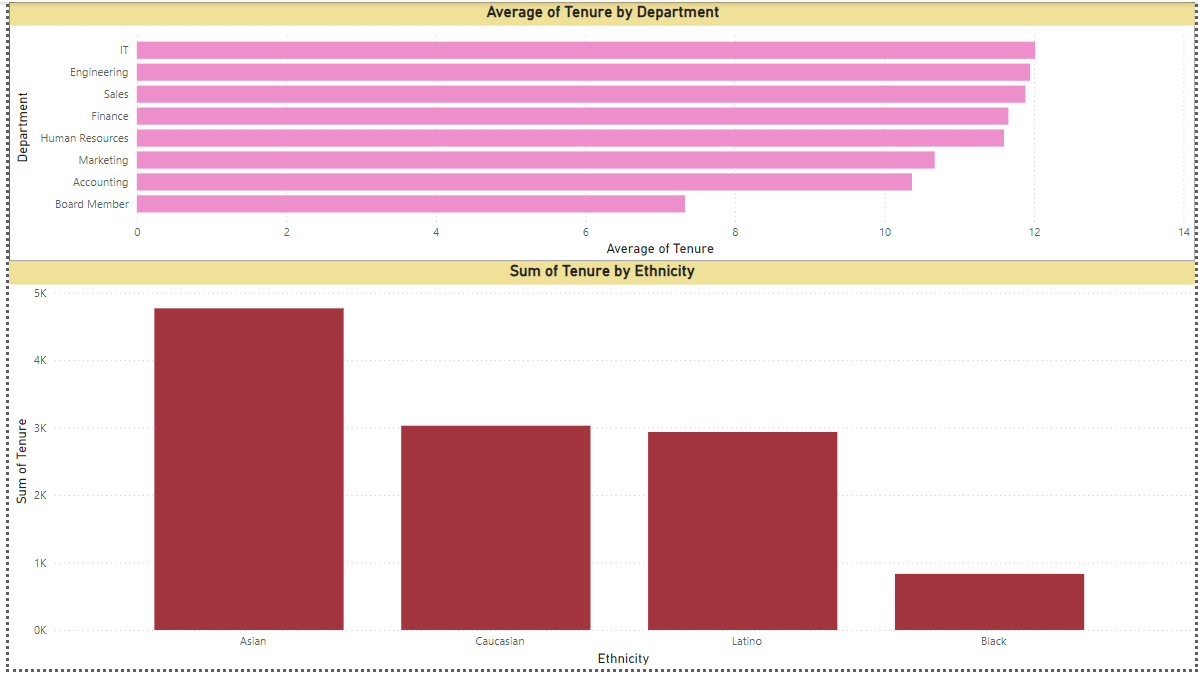 Average of Tenure by Department
Department
IT
Engineering
Sales
Finance
Human Resources
Marketing
Accounting
Board Member
0 2 4 6 8 10 12 14
Average of Tenure
Sum of Tenure by Ethnicity
Sum of Tenure
5K
4K
3K
2K
1K
0K
Asian Caucasian Latino Black
Ethnicity